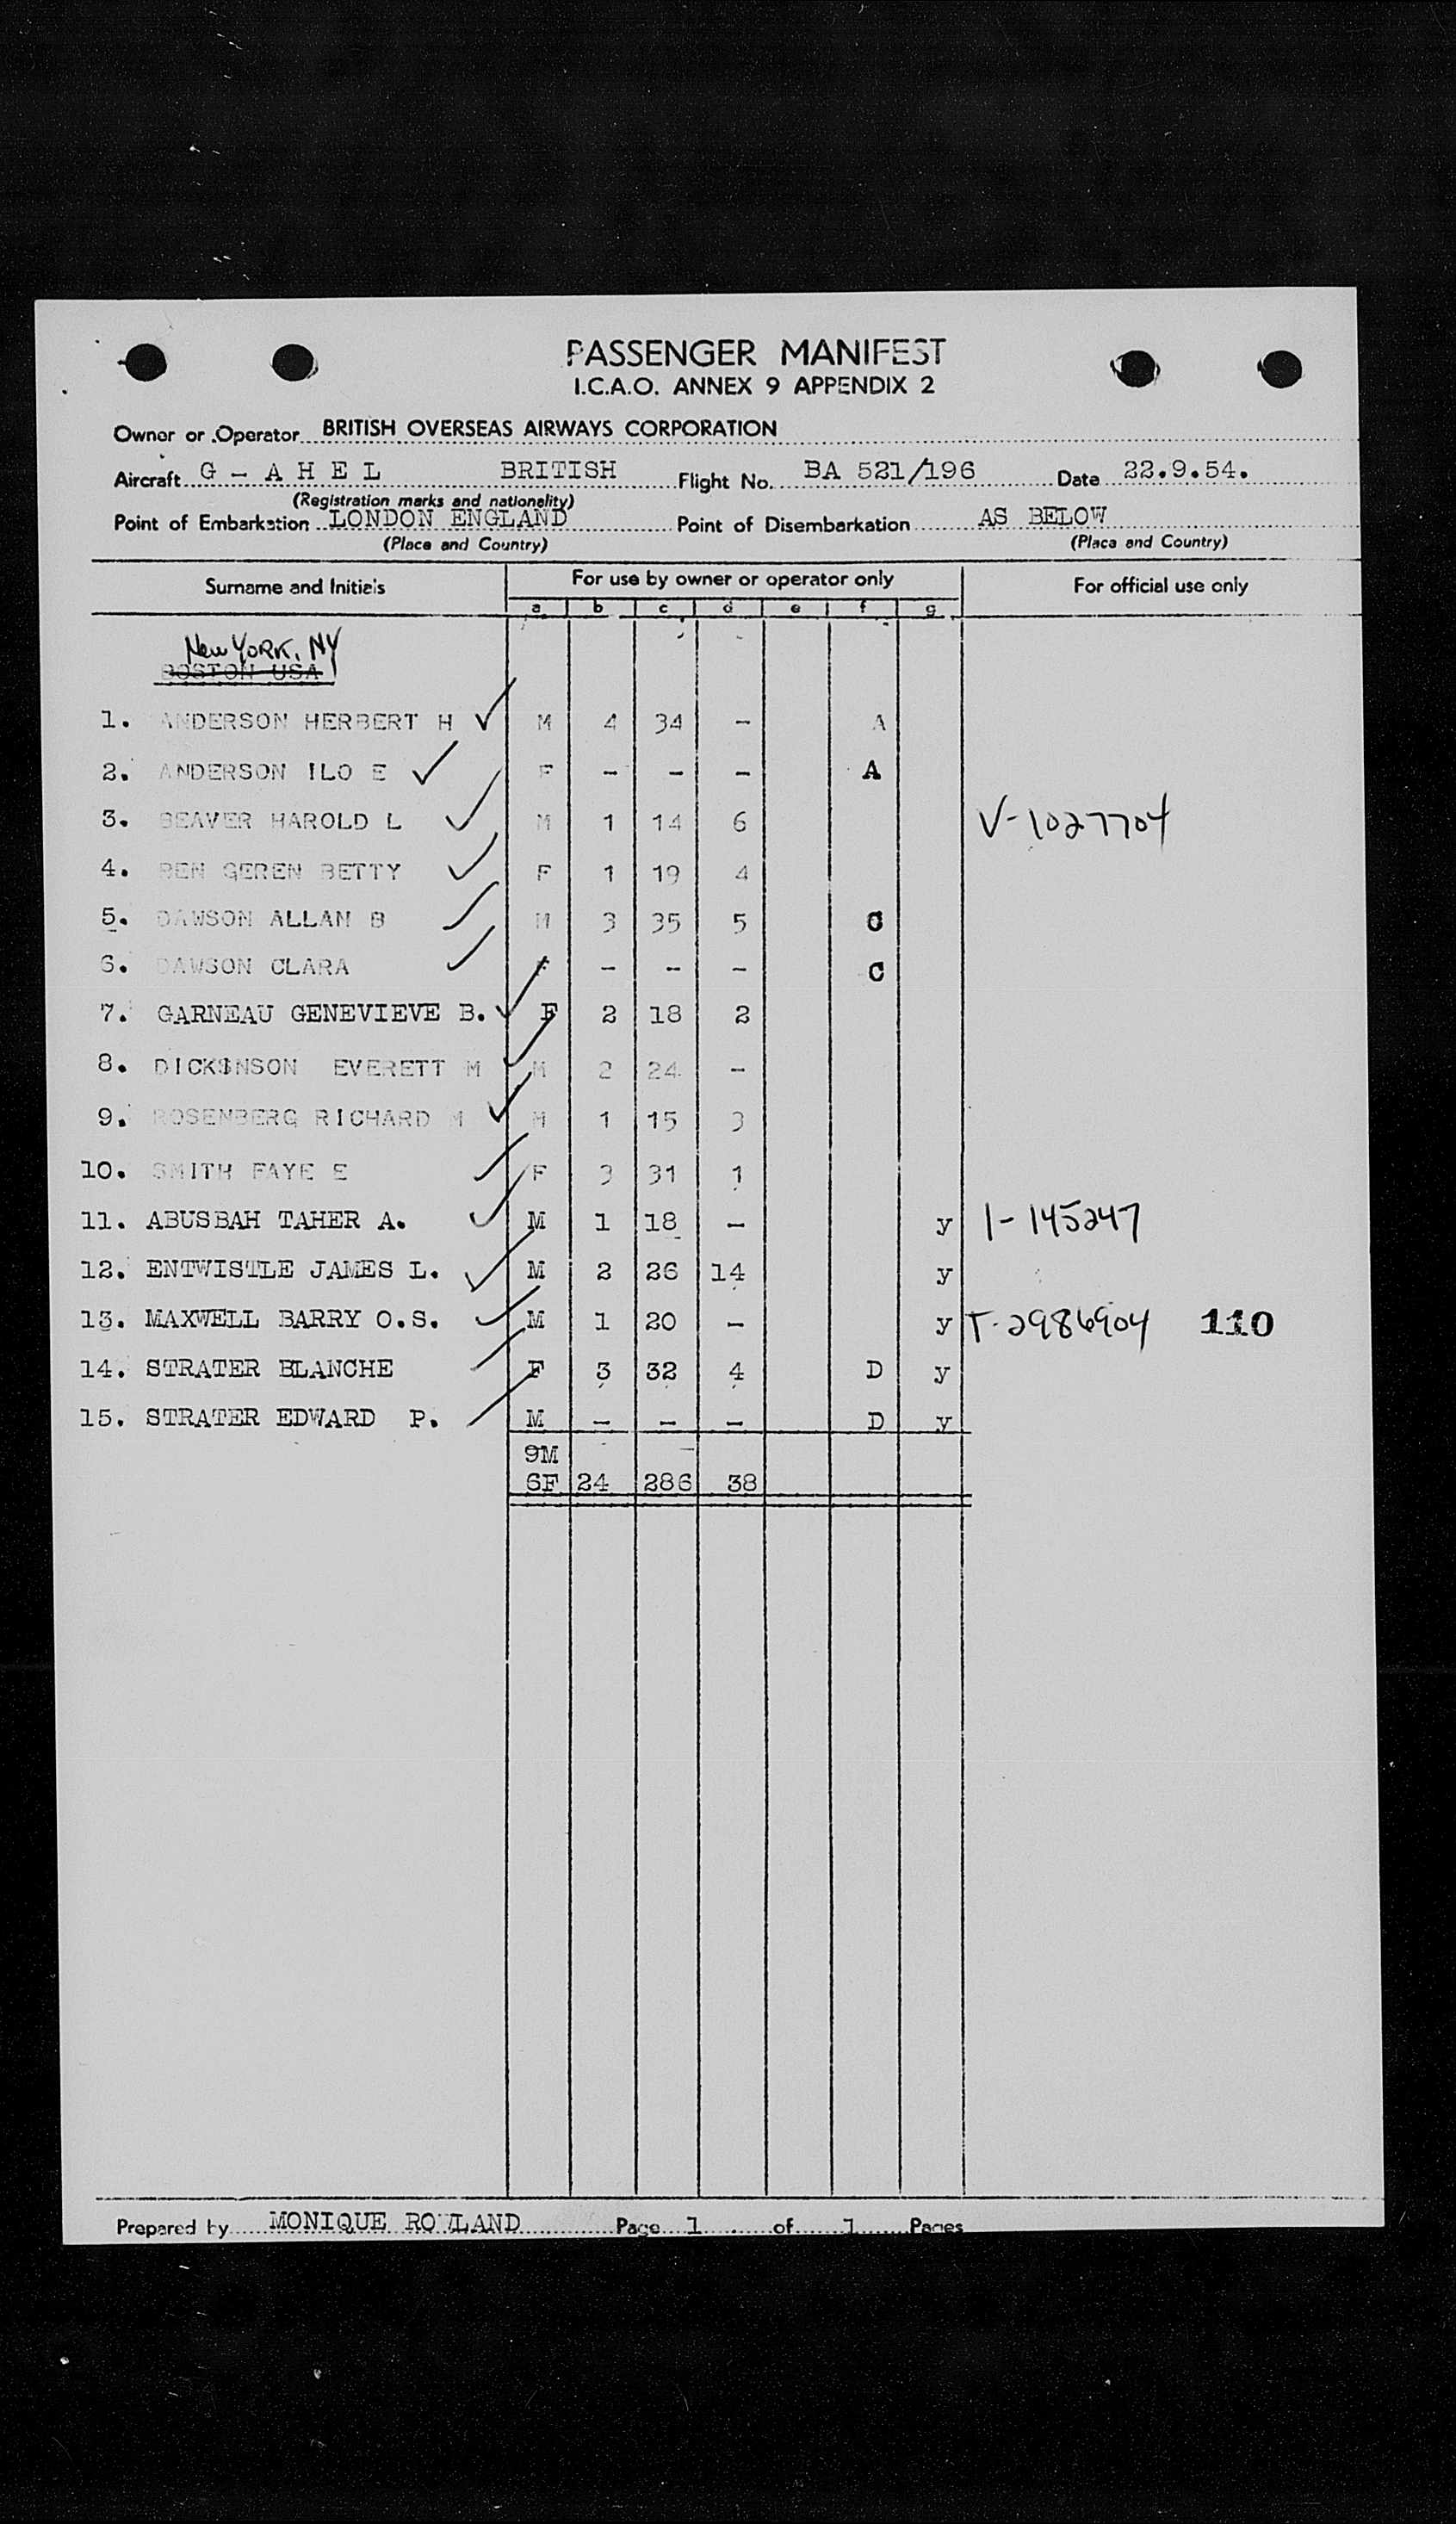 PASSENGER MANIFEST
I.C.A.O. ANNEX 9 APPENDIX 2
Owner or Operator BRITISH OVERSEAS AIRWAYS CORPORATION
Aircraft G - A H E L BRITISH Flight No. BA 521/196 Date 22.9.54.
(Registration marks and nationality)
Point of Embarkation LONDON ENGLAND Point of Disembarkation AS BELOW
(Place and Country) (Place and Country)
Surname and Initials For use by owner or operator only For official use only
a b c d e f g
New York, NY
BOSTON USA
1. ANDERSON HERBERT H M 4 34 - A
2. ANDERSON ILO E F - - - A
3. BEAVER HAROLD L M 1 14 6 V-1027704
4. BEN GEREN BETTY F 1 19 4
5. DAWSON ALLAN B M 3 35 5 C
6. DAWSON CLARA F - - - C
7. GARNEAU GENEVIEVE B. F 2 18 2
8. DICKINSON EVERETT M M 2 24 -
9. ROSENBERG RICHARD M M 1 15 3
10. SMITH FAYE E F 3 31 1
11. ABUSBAH TAHER A. M 1 18 - y 1-145247
12. ENTWISTLE JAMES L. M 2 26 14 y
13. MAXWELL BARRY O.S. M 1 20 - y T-2986904 110
14. STRATER BLANCHE F 3 32 4 D y
15. STRATER EDWARD P. M - - - D y
9M
6F 24 286 38
Prepared by MONIQUE ROWLAND Page 1 of 1 Pages